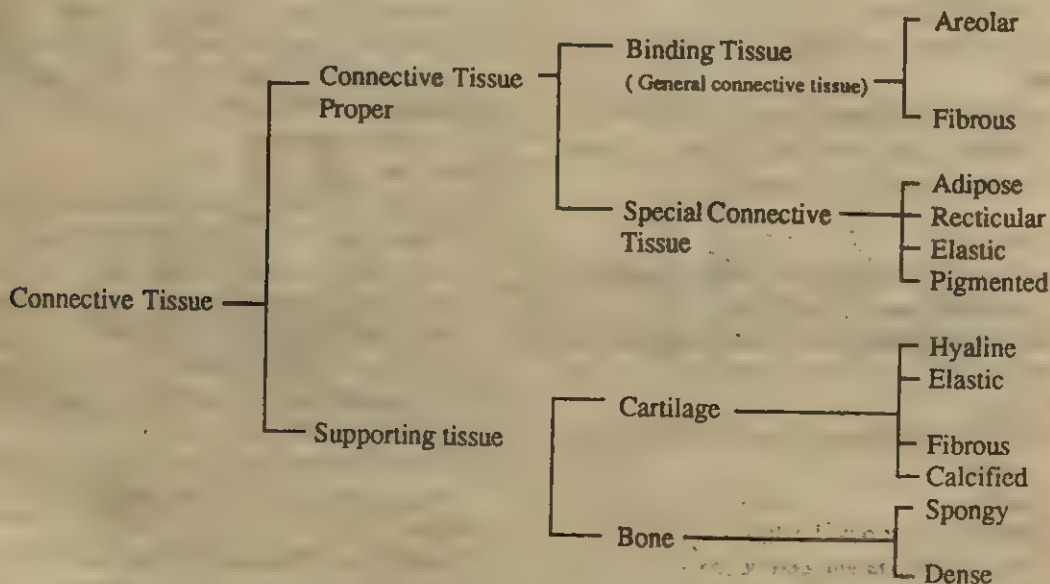 Areolar
Binding Tissue
( General connective tissue)
Connective Tissue
Proper
Fibrous
Adipose
Special Connective
Tissue
Recticular
Elastic
Pigmented
Connective Tissue
Hyaline
Elastic
Cartilage
Supporting tissue
Fibrous
Calcified
Spongy
Bone
Dense